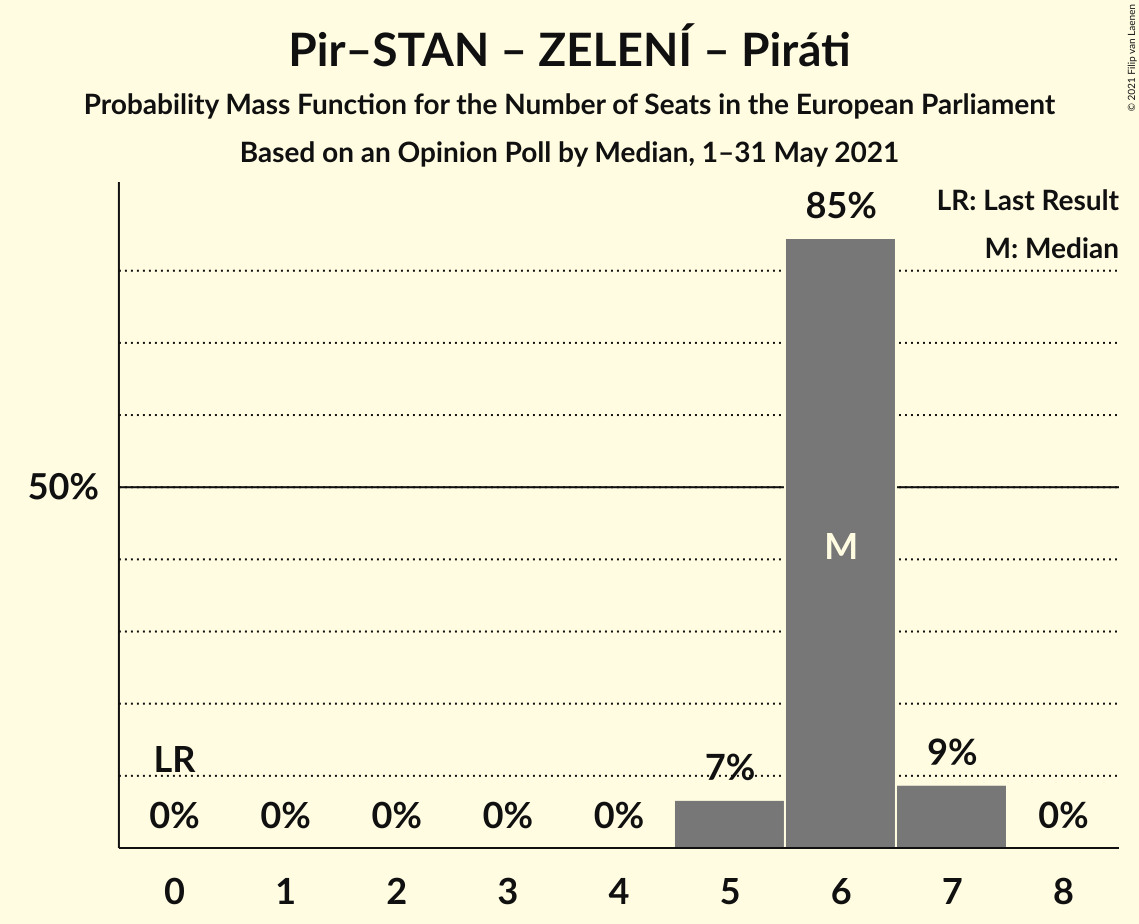 Pir–STAN – ZELENÍ – Piráti
Probability Mass Function for the Number of Seats in the European Parliament
Based on an Opinion Poll by Median, 1–31 May 2021
© 2021 Filip van Laenen
LR: Last Result
M: Median
85%
50%
M
LR
7%
9%
0% 0% 0% 0% 0% 0%
0 1 2 3 4 5 6 7 8